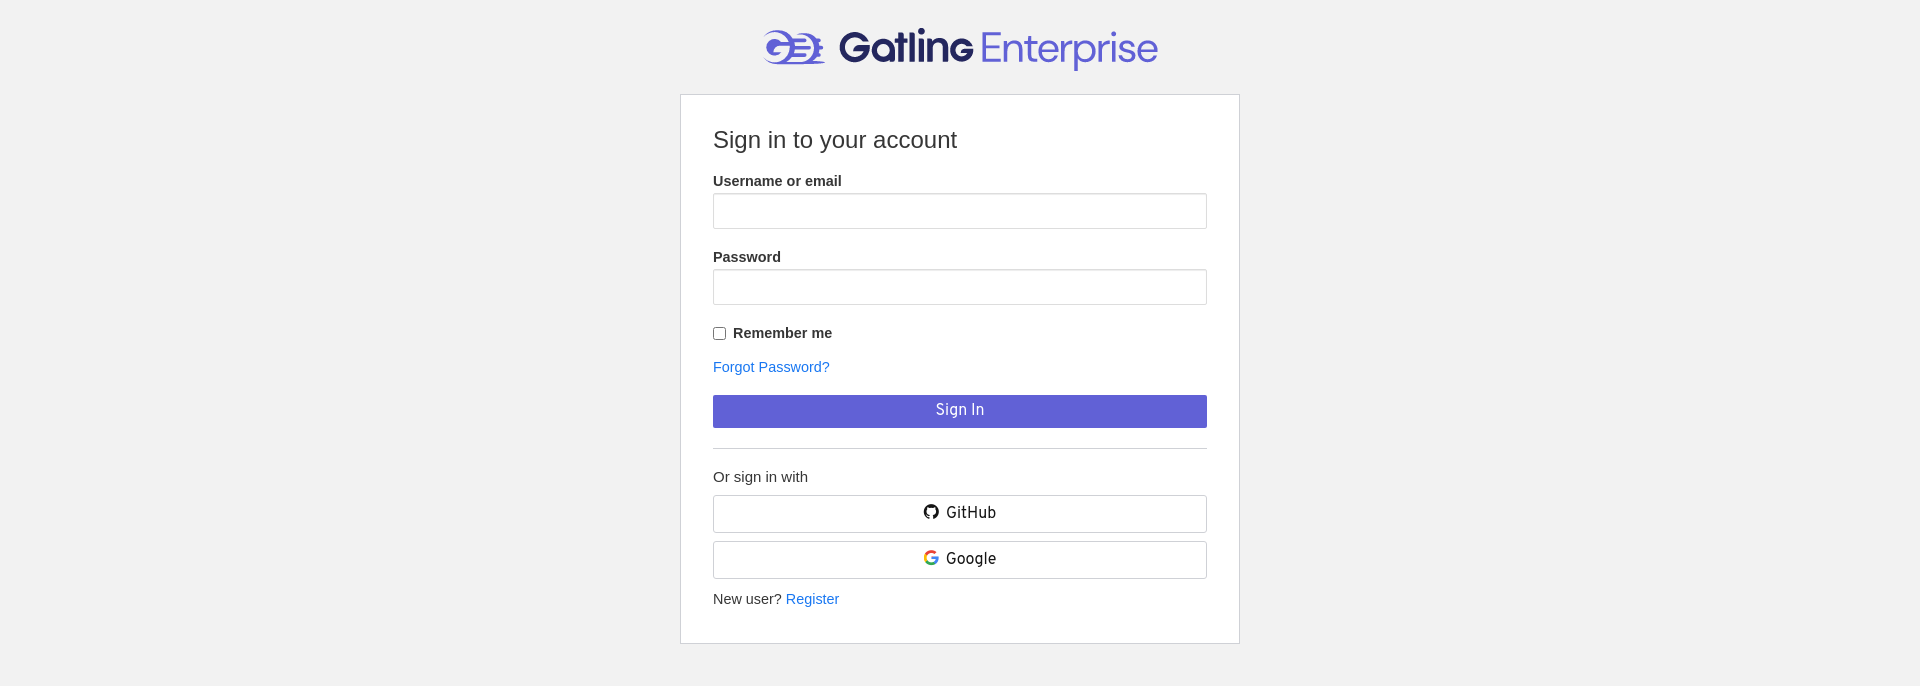 Gatling Enterprise
Sign in to your account
Username or email
Password
Remember me
Forgot Password?
Sign In
Or sign in with
GitHub
Google
New user? Register